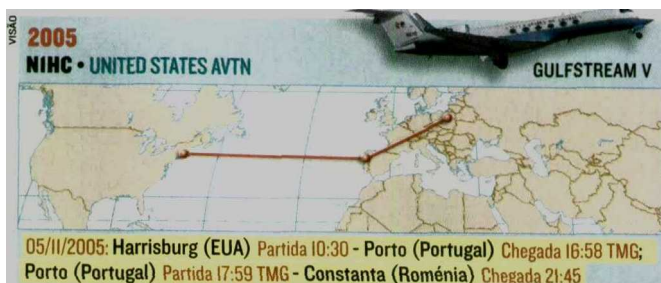 VISÃO
2005
N1HC • UNITED STATES AVTN
GULFSTREAM V
05/11/2005: Harrisburg (EUA) Partida 10:30 - Porto (Portugal) Chegada 16:58 TMG;
Porto (Portugal) Partida 17:59 TMG - Constanta (Roménia) Chegada 21:45